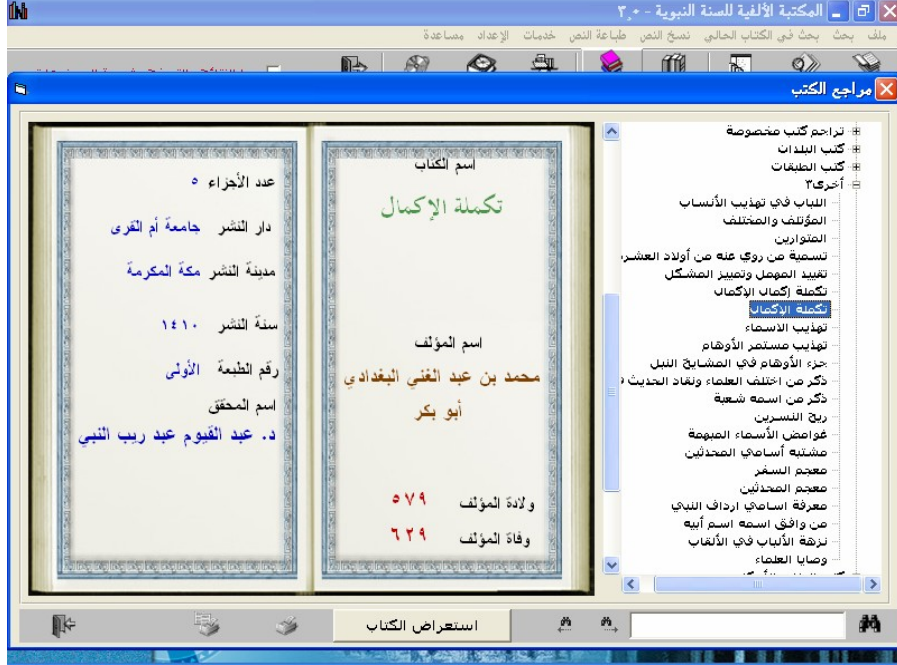 المكتبة الألفية للسنة النبوية - ٣٫٠
ملف بحث بحث في الكتاب الحالي نسخ النص طباعة النص خدمات الإعداد مساعدة
مراجع الكتب
تراجم كتب مخصوصة
كتب البلدان
كتب الطبقات
أخرى٣
اللباب في تهذيب الأنساب
المؤتلف والمختلف
المتوارين
تسمية من روي عنه من أولاد العشر
تقييد المهمل وتمييز المشكل
تكملة إكمال الإكمال
تكملة الإكمال
تهذيب الاسماء
تهذيب مستمر الأوهام
جزء الأوهام في المشايخ النبل
ذكر من اختلف العلماء ونقاد الحديث ف
ذكر من اسمه شعبة
ريح النسرين
غوامض الأسماء المبهمة
مشتبه أسامي المحدثين
معجم السفر
معجم المحدثين
معرفة اسامي ارداف النبي
من وافق اسمه اسم أبيه
نزهة الألباب في الألقاب
وصايا العلماء
اسم الكتاب
تكملة الإكمال
اسم المؤلف
محمد بن عبد الغني البغدادي
أبو بكر
ولادة المؤلف ٥٧٩
وفاة المؤلف ٦٢٩
عدد الأجزاء ٥
دار النشر جامعة أم القرى
مدينة النشر مكة المكرمة
سنة النشر ١٤١٠
رقم الطبعة الأولى
اسم المحقق
د. عبد القيوم عبد ريب النبي
استعراض الكتاب